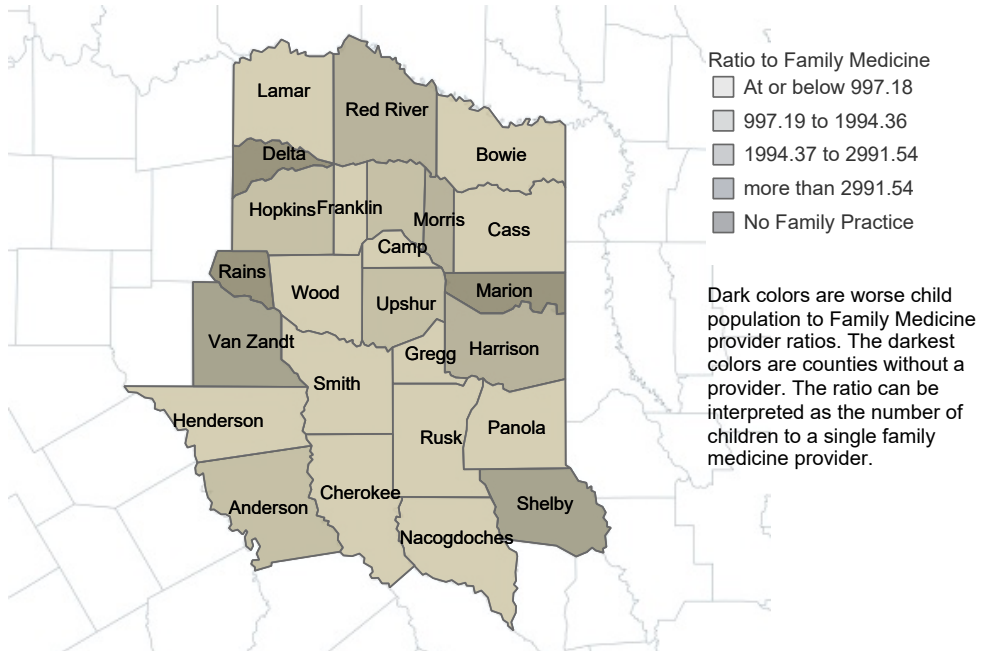 Lamar
Red River
Delta
Bowie
Hopkins
Franklin
Morris
Cass
Camp
Rains
Wood
Upshur
Marion
Van Zandt
Gregg
Harrison
Smith
Henderson
Rusk
Panola
Cherokee
Anderson
Shelby
Nacogdoches
Ratio to Family Medicine
At or below 997.18
997.19 to 1994.36
1994.37 to 2991.54
more than 2991.54
No Family Practice
Dark colors are worse child
population to Family Medicine
provider ratios. The darkest
colors are counties without a
provider. The ratio can be
interpreted as the number of
children to a single family
medicine provider.